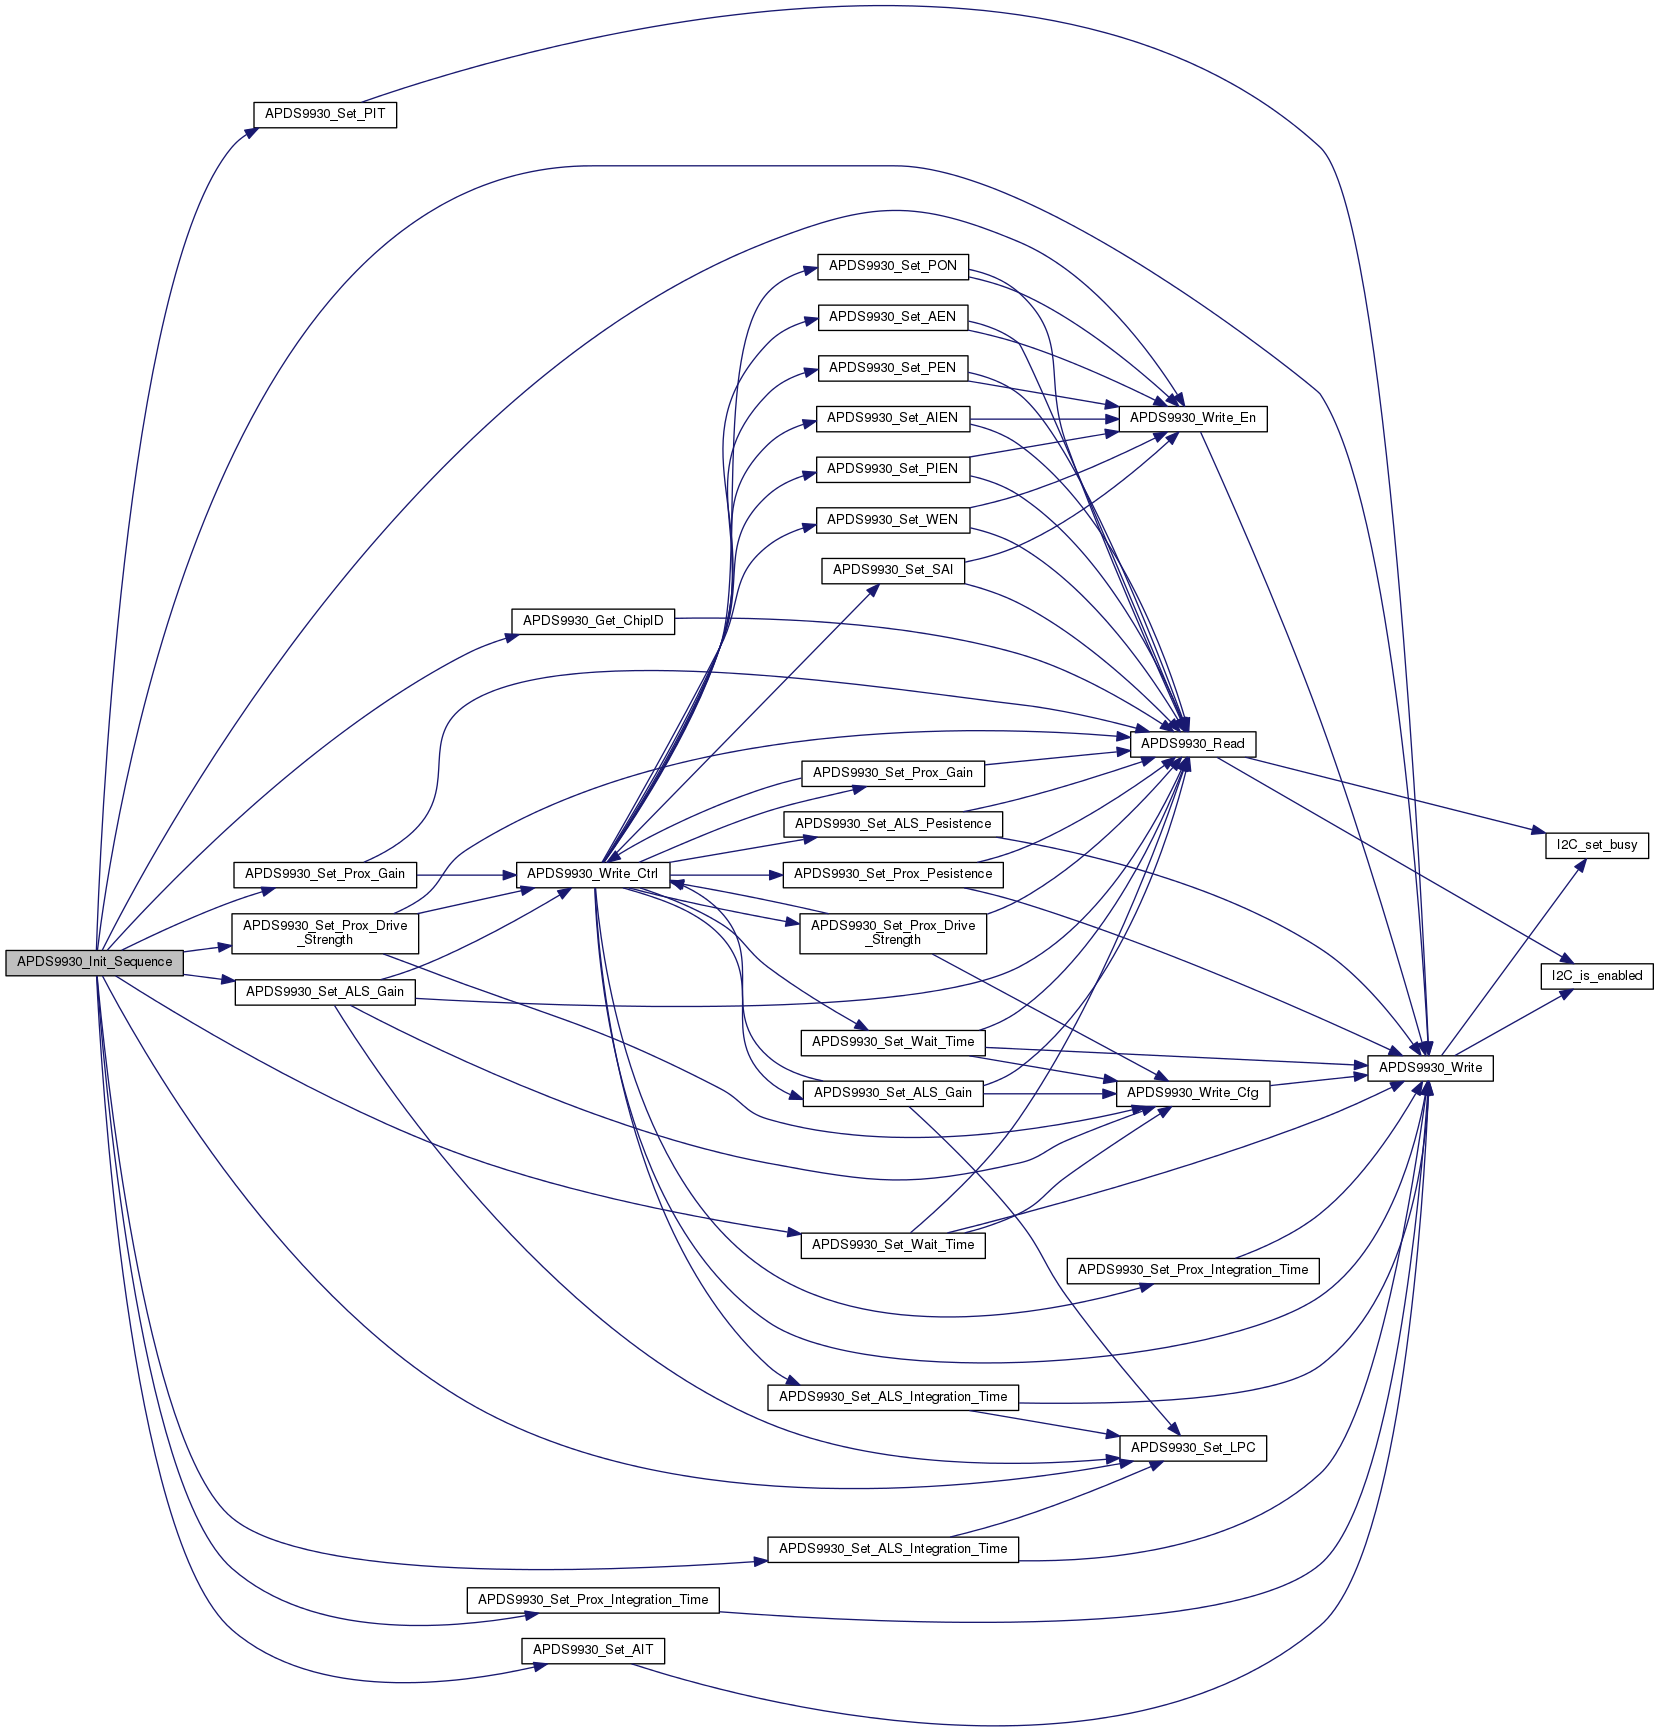 APDS9930_Set_PIT
APDS9930_Set_PON
APDS9930_Set_AEN
APDS9930_Set_PEN
APDS9930_Set_AIEN
APDS9930_Write_En
APDS9930_Set_PIEN
APDS9930_Set_WEN
APDS9930_Set_SAI
APDS9930_Get_ChipID
APDS9930_Read
APDS9930_Set_Prox_Gain
APDS9930_Set_ALS_Pesistence
I2C_set_busy
APDS9930_Set_Prox_Gain
APDS9930_Write_Ctrl
APDS9930_Set_Prox_Pesistence
APDS9930_Set_Prox_Drive
_Strength
APDS9930_Set_Prox_Drive
_Strength
APDS9930_Init_Sequence
I2C_is_enabled
APDS9930_Set_ALS_Gain
APDS9930_Set_Wait_Time
APDS9930_Write
APDS9930_Set_ALS_Gain
APDS9930_Write_Cfg
APDS9930_Set_Wait_Time
APDS9930_Set_Prox_Integration_Time
APDS9930_Set_ALS_Integration_Time
APDS9930_Set_LPC
APDS9930_Set_ALS_Integration_Time
APDS9930_Set_Prox_Integration_Time
APDS9930_Set_AIT